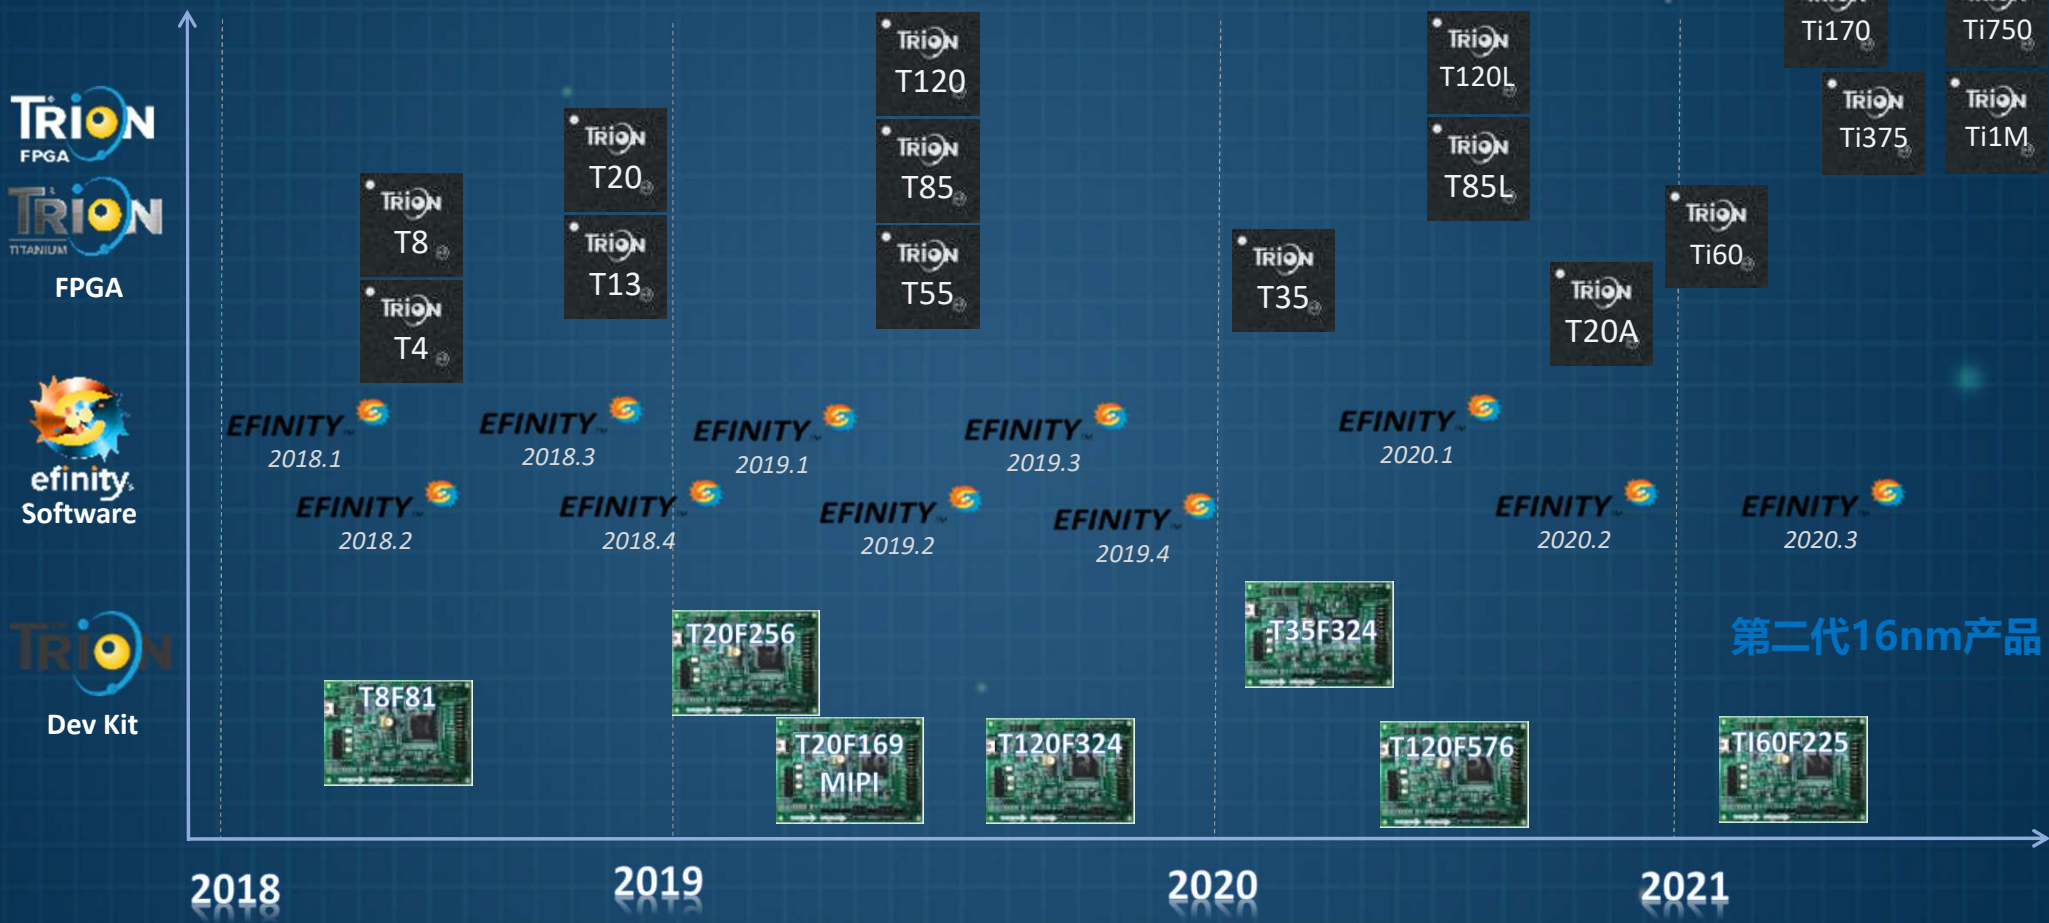 TRION
FPGA
TRION
TITANIUM
FPGA
efinity
Software
TRION
Dev Kit
TRION
T8
TRION
T4
TRION
T20
TRION
T13
TRION
T120
TRION
T85
TRION
T55
TRION
T35
TRION
T120L
TRION
T85L
TRION
T20A
TRION
Ti60
Ti170
Ti750
TRION
Ti375
TRION
Ti1M
EFINITY
2018.1
EFINITY
2018.2
EFINITY
2018.3
EFINITY
2018.4
EFINITY
2019.1
EFINITY
2019.2
EFINITY
2019.3
EFINITY
2019.4
EFINITY
2020.1
EFINITY
2020.2
EFINITY
2020.3
T8F81
T20F256
T20F169
MIPI
T120F324
T35F324
T120F576
TI60F225
第二代16nm产品
2018
2019
2020
2021